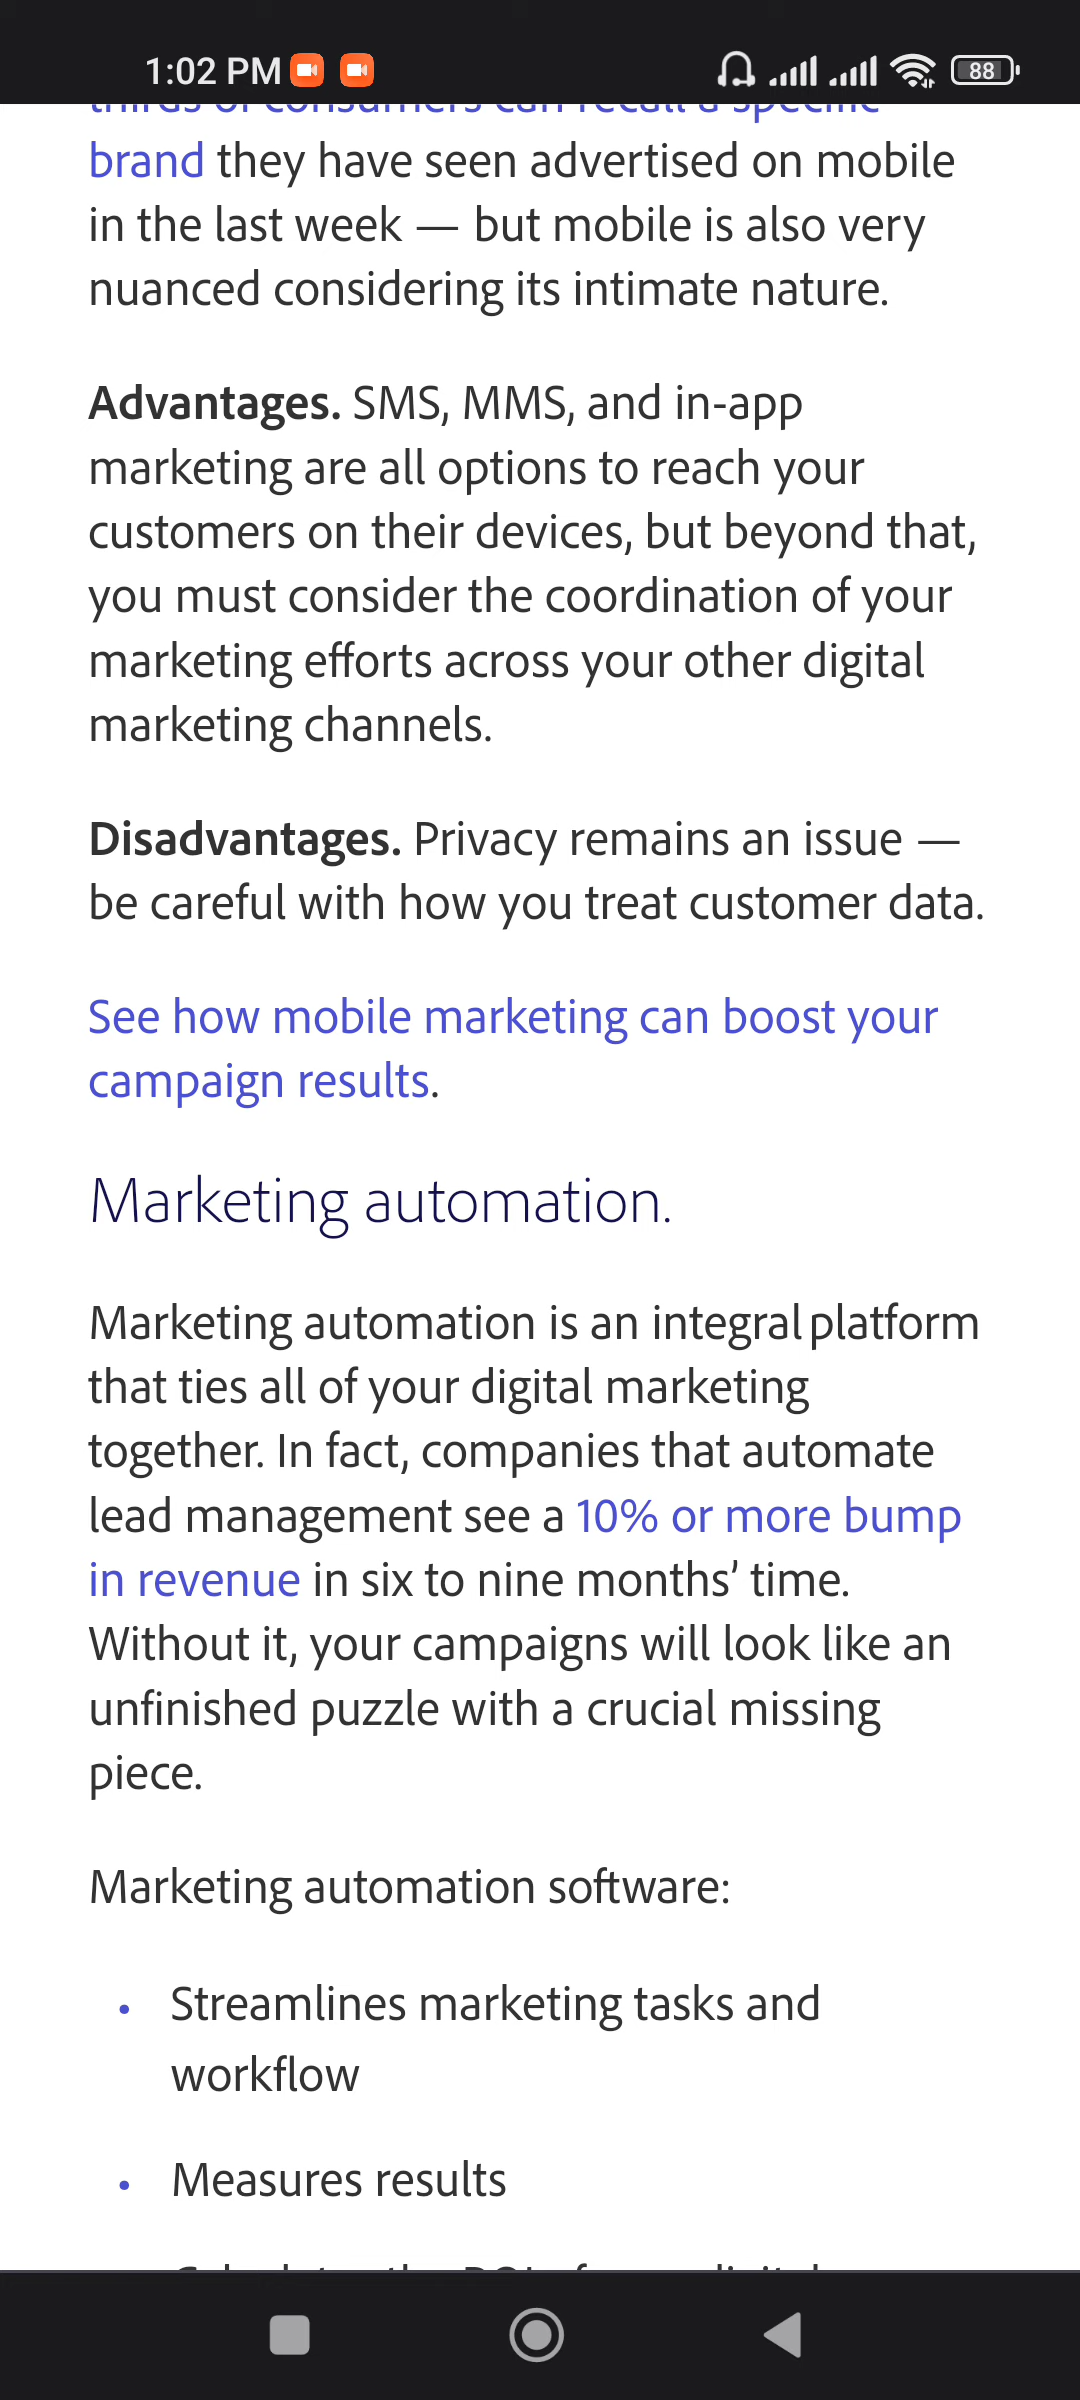 1:02 PM
88
thirds of consumers can recall a specific
brand they have seen advertised on mobile
in the last week — but mobile is also very
nuanced considering its intimate nature.
Advantages. SMS, MMS, and in-app
marketing are all options to reach your
customers on their devices, but beyond that,
you must consider the coordination of your
marketing efforts across your other digital
marketing channels.
Disadvantages. Privacy remains an issue —
be careful with how you treat customer data.
See how mobile marketing can boost your
campaign results.
Marketing automation.
Marketing automation is an integral platform
that ties all of your digital marketing
together. In fact, companies that automate
lead management see a 10% or more bump
in revenue in six to nine months’ time.
Without it, your campaigns will look like an
unfinished puzzle with a crucial missing
piece.
Marketing automation software:
• Streamlines marketing tasks and
workflow
• Measures results